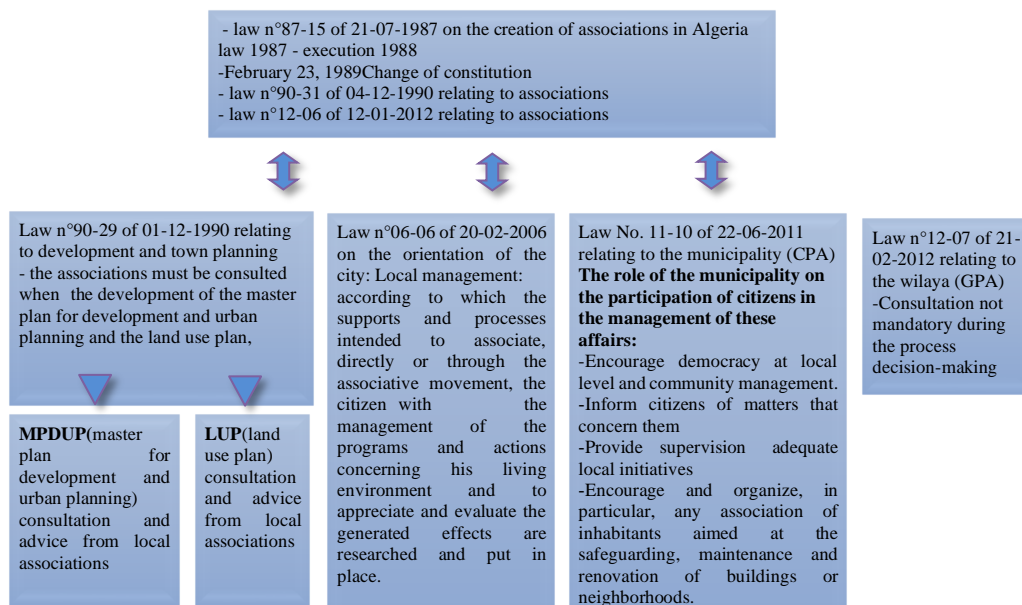 - law n°87-15 of 21-07-1987 on the creation of associations in Algeria
law 1987 - execution 1988
-February 23, 1989Change of constitution
- law n°90-31 of 04-12-1990 relating to associations
- law n°12-06 of 12-01-2012 relating to associations
Law n°90-29 of 01-12-1990 relating
to development and town planning
- the associations must be consulted
when the development of the master
plan for development and urban
planning and the land use plan,
MPDUP(master
plan for
development and
urban planning)
consultation and
advice from local
associations
LUP(land
use plan)
consultation
and advice
from local
associations
Law n°06-06 of 20-02-2006
on the orientation of the
city: Local management:
according to which the
supports and processes
intended to associate,
directly or through the
associative movement, the
citizen with the
management of the
programs and actions
concerning his living
environment and to
appreciate and evaluate the
generated effects are
researched and put in
place.
Law No. 11-10 of 22-06-2011
relating to the municipality (CPA)
The role of the municipality on
the participation of citizens in
the management of these
affairs:
-Encourage democracy at local
level and community management.
-Inform citizens of matters that
concern them
-Provide supervision adequate
local initiatives
-Encourage and organize, in
particular, any association of
inhabitants aimed at the
safeguarding, maintenance and
renovation of buildings or
neighborhoods.
Law n°12-07 of 21-
02-2012 relating to
the wilaya (GPA)
-Consultation not
mandatory during
the process
decision-making